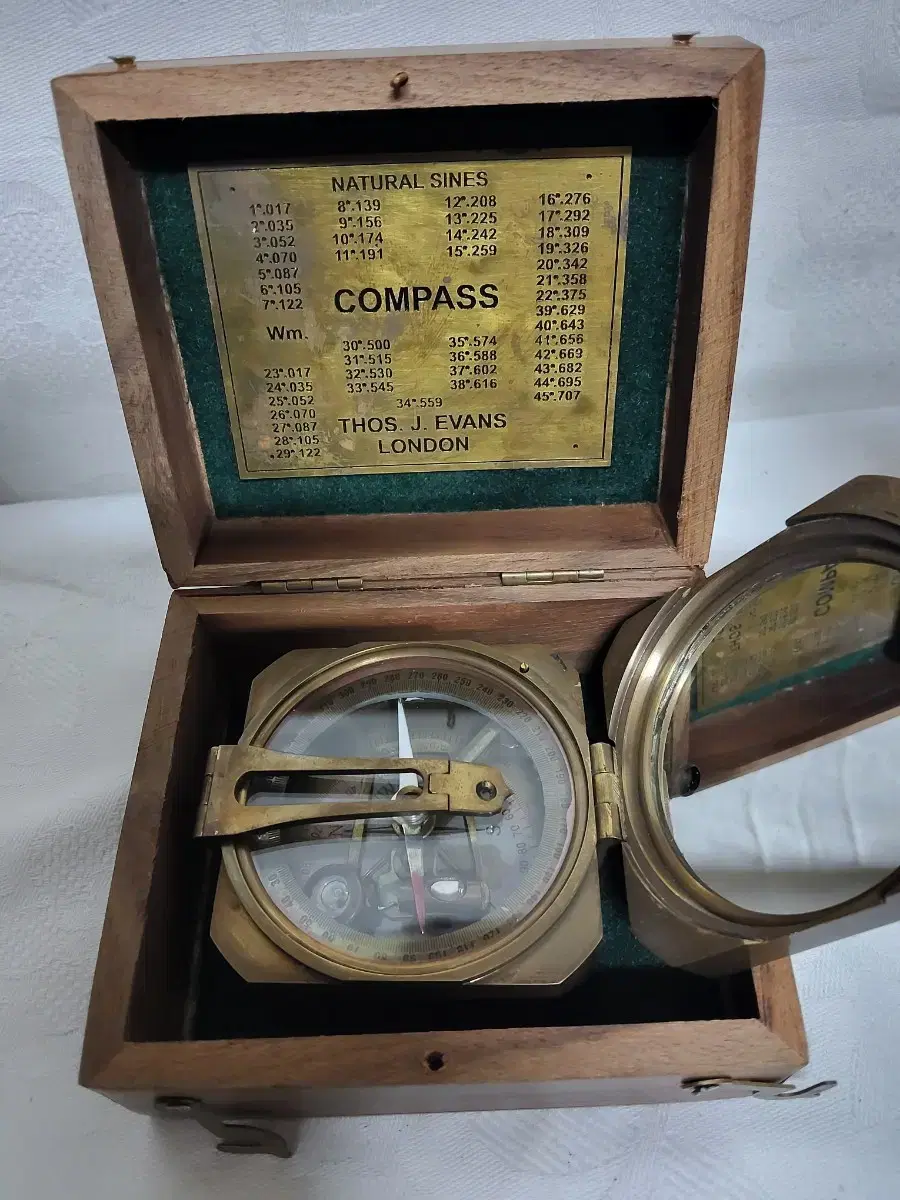 NATURAL SINES
1°.017 8°.139 12°.208 16°.276
2°.035 9°.156 13°.225 17°.292
3°.052 10°.174 14°.242 18°.309
4°.070 11°.191 15°.259 19°.326
5°.087 20°.342
6°.105 21°.358
7°.122 22°.375
COMPASS
39°.629
40°.643
Wm.
30°.500 35°.574 41°.656
31°.515 36°.588 42°.669
23°.017 32°.530 37°.602 43°.682
24°.035 33°.545 38°.616 44°.695
25°.052 34°.559 45°.707
26°.070
27°.087
28°.105
29°.122
THOS. J. EVANS
LONDON